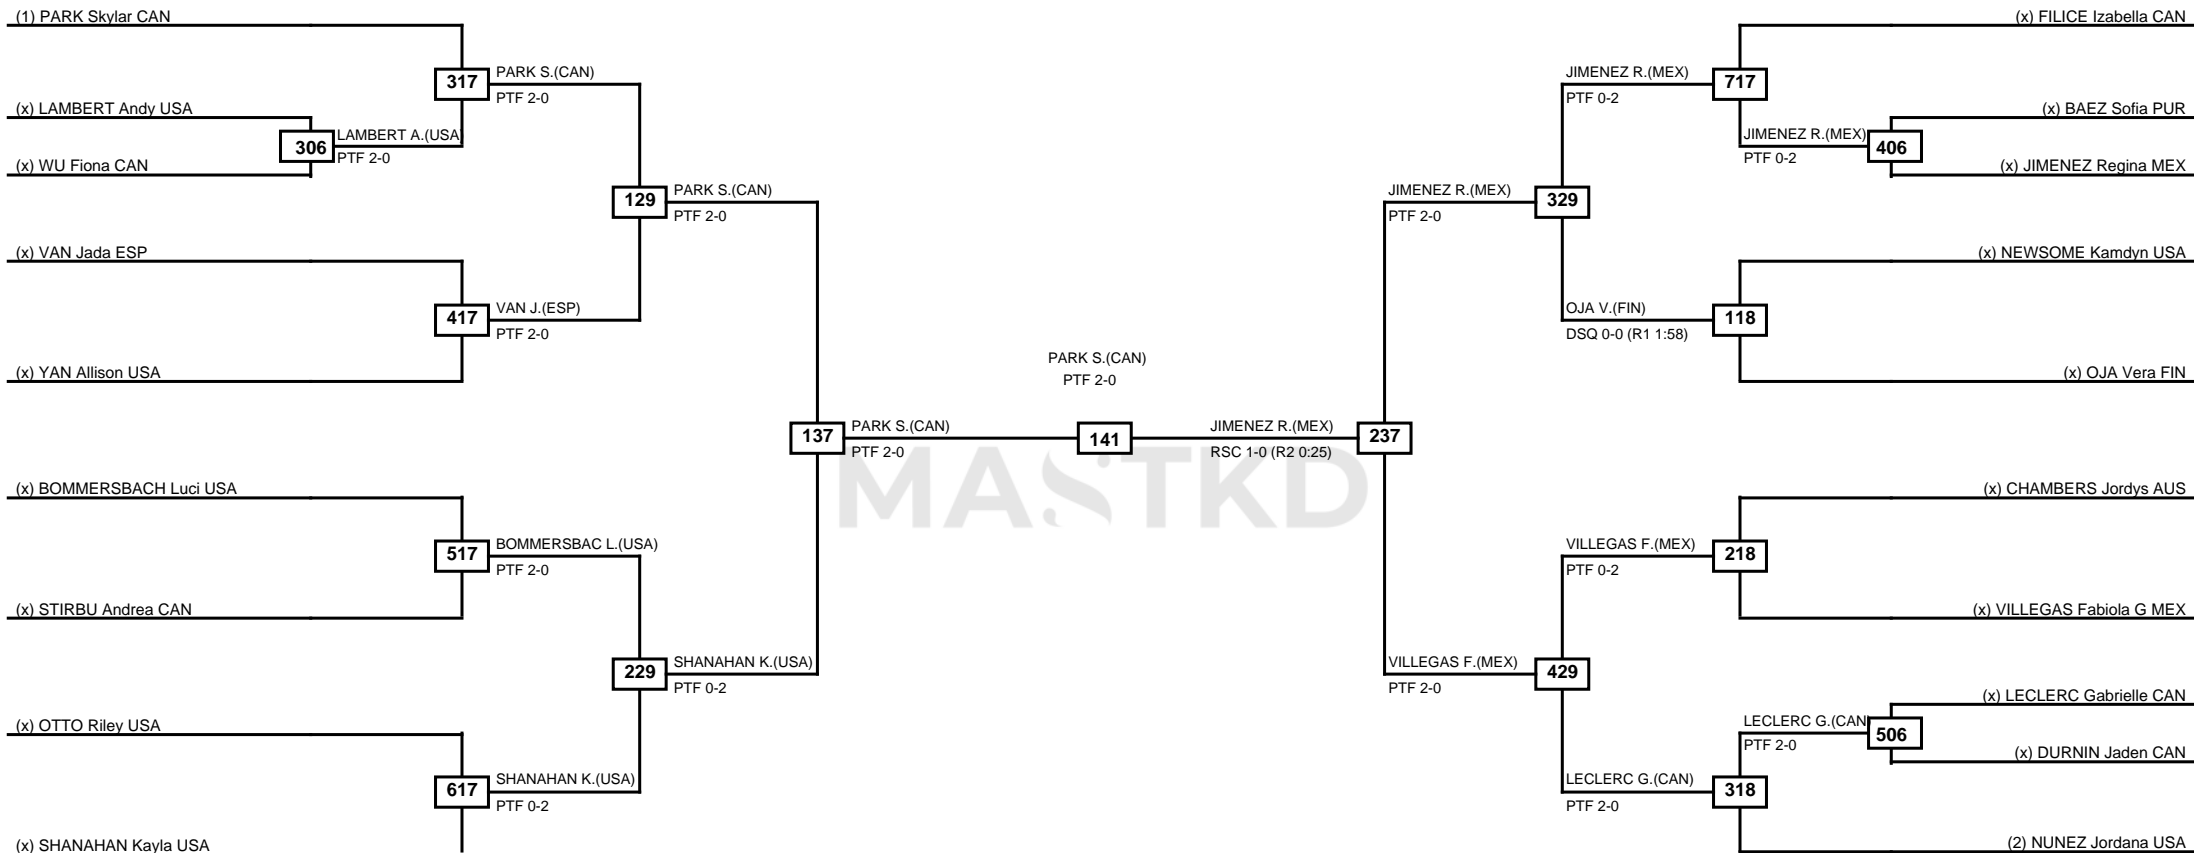 (1) PARK Skylar CAN
(x) LAMBERT Andy USA
(x) WU Fiona CAN
(x) VAN Jada ESP
(x) YAN Allison USA
(x) BOMMERSBACH Luci USA
(x) STIRBU Andrea CAN
(x) OTTO Riley USA
(x) SHANAHAN Kayla USA
306
LAMBERT A.(USA)
PTF 2-0
317
PARK S.(CAN)
PTF 2-0
417
VAN J.(ESP)
PTF 2-0
517
BOMMERSBAC L.(USA)
PTF 2-0
617
SHANAHAN K.(USA)
PTF 0-2
129
PARK S.(CAN)
PTF 2-0
229
SHANAHAN K.(USA)
PTF 0-2
137
PARK S.(CAN)
PTF 2-0
PARK S.(CAN)
PTF 2-0
141
MASTKD
JIMENEZ R.(MEX)
RSC 1-0 (R2 0:25)
237
JIMENEZ R.(MEX)
PTF 2-0
329
VILLEGAS F.(MEX)
PTF 2-0
429
JIMENEZ R.(MEX)
PTF 0-2
717
OJA V.(FIN)
DSQ 0-0 (R1 1:58)
118
VILLEGAS F.(MEX)
PTF 0-2
218
LECLERC G.(CAN)
PTF 2-0
318
JIMENEZ R.(MEX)
PTF 0-2
406
LECLERC G.(CAN)
PTF 2-0
506
(x) FILICE Izabella CAN
(x) BAEZ Sofia PUR
(x) JIMENEZ Regina MEX
(x) NEWSOME Kamdyn USA
(x) OJA Vera FIN
(x) CHAMBERS Jordys AUS
(x) VILLEGAS Fabiola G MEX
(x) LECLERC Gabrielle CAN
(x) DURNIN Jaden CAN
(2) NUNEZ Jordana USA